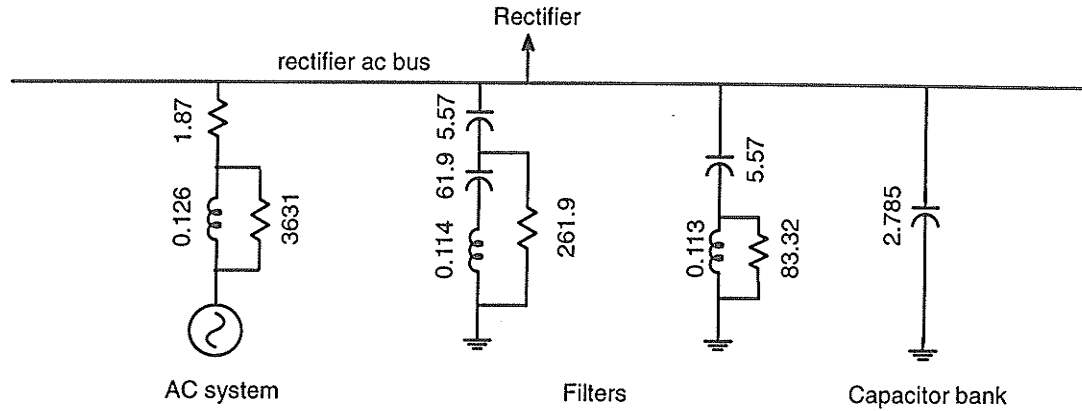 Rectifier
rectifier ac bus
1.87
0.126
3631
5.57
61.9
0.114
261.9
5.57
0.113
83.32
2.785
AC system
Filters
Capacitor bank